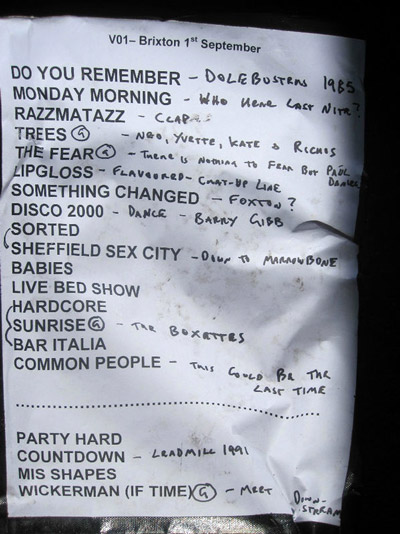 V01– Brixton 1st September
DO YOU REMEMBER – DOLEBUSTERS 1985
MONDAY MORNING – WHO HERE LAST NITE?
RAZZMATAZZ –
TREES G – NEO, YVETTE, KATE & RICHUS
THE FEAR G – THERE IS NOTHING TO FEAR BUT PAUL
DANCER
LIPGLOSS – FLAVOURED – CHAT-UP LINE
SOMETHING CHANGED – FOXTON?
DISCO 2000 – DANCE – BARRY GIBB
SORTED
SHEFFIELD SEX CITY – DOWN TO MARROWBONE
BABIES
LIVE BED SHOW
HARDCORE
SUNRISE G – THE BOXETTES
BAR ITALIA
COMMON PEOPLE – THIS COULD BE THE
LAST TIME
PARTY HARD
COUNTDOWN – LEADMILL 1991
MIS SHAPES
WICKERMAN (IF TIME) G – MEET DOWN-
STREAM